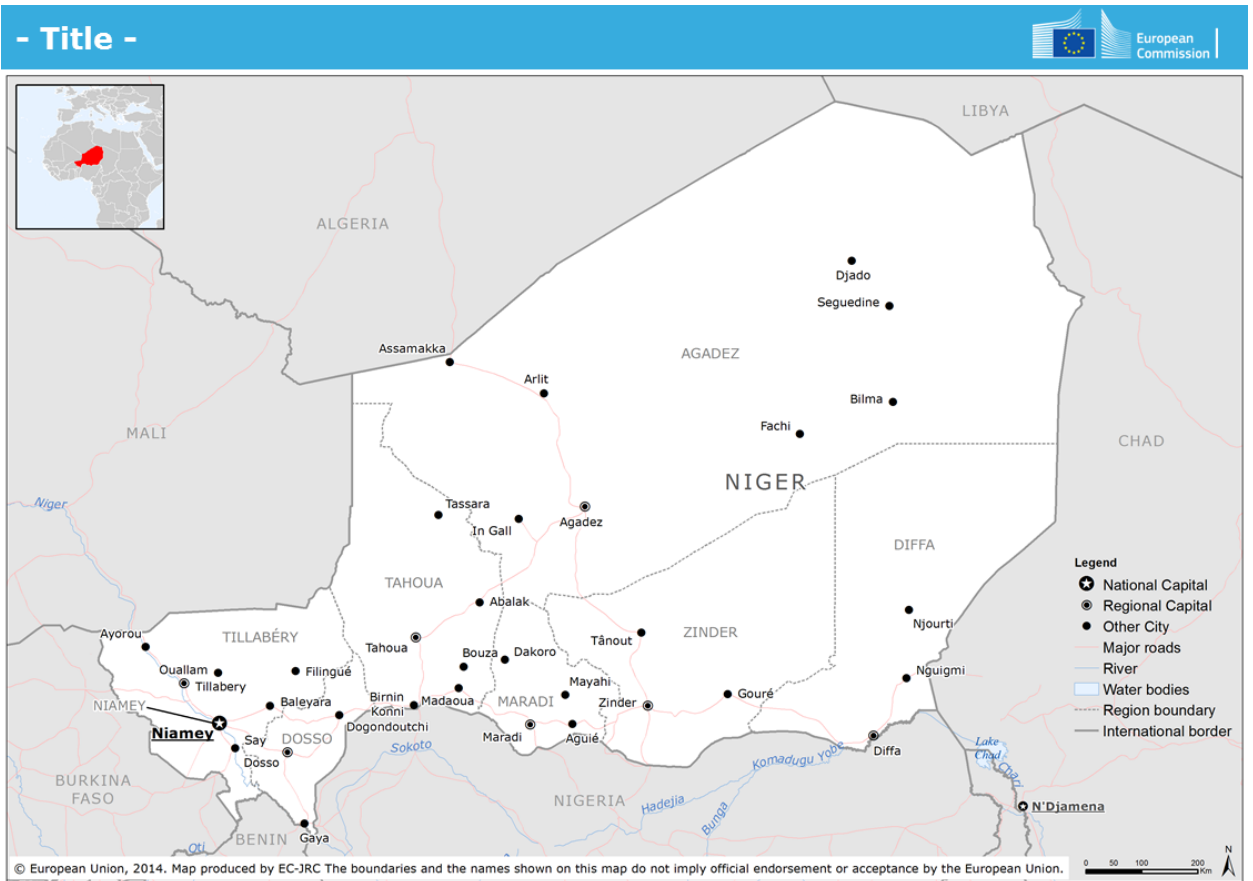 - Title -
European
Commission
LIBYA
ALGERIA
Djado
Seguedine
Assamakka
AGADEZ
Arlit
Bilma
Fachi
MALI
CHAD
NIGER
Niger
Tassara
In Gall
Agadez
DIFFA
Legend
National Capital
Regional Capital
Other City
Major roads
River
Water bodies
Region boundary
International border
TAHOUA
Abalak
Njourti
Ayorou
TILLABÉRY
Tahoua
Tânout
ZINDER
Ouallam
Filingué
Bouza
Dakoro
Nguigmi
Tillabery
Mayahi
Gouré
NIAMEY
Baleyara
Birnin
Konni
Madaoua
MARADI
Zinder
Niamey
Dogondoutchi
DOSSO
Say
Dosso
Maradi
Aguié
Diffa
Sokoto
Komadugu Yobe
Lake
Chad
Chari
BURKINA
FASO
NIGERIA
Hadejia
Bunga
N'Djamena
Gaya
BENIN
Oti
© European Union, 2014. Map produced by EC-JRC The boundaries and the names shown on this map do not imply official endorsement or acceptance by the European Union.
0 50 100 200
Km
N